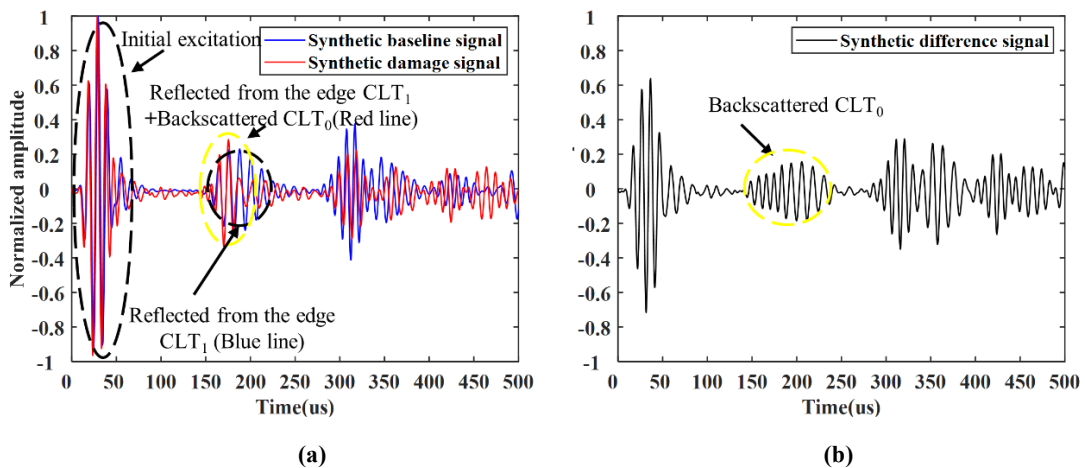 Initial excitation
Synthetic baseline signal
Synthetic damage signal
Reflected from the edge CLT₁
+Backscattered CLT₀(Red line)
Reflected from the edge
CLT₁ (Blue line)
Normalized amplitude
1
0.8
0.6
0.4
0.2
0
-0.2
-0.4
-0.6
-0.8
-1
0 50 100 150 200 250 300 350 400 450 500
Time(us)
(a)
Synthetic difference signal
Backscattered CLT₀
1
0.8
0.6
0.4
0.2
0
-0.2
-0.4
-0.6
-0.8
-1
0 50 100 150 200 250 300 350 400 450 500
Time(us)
(b)